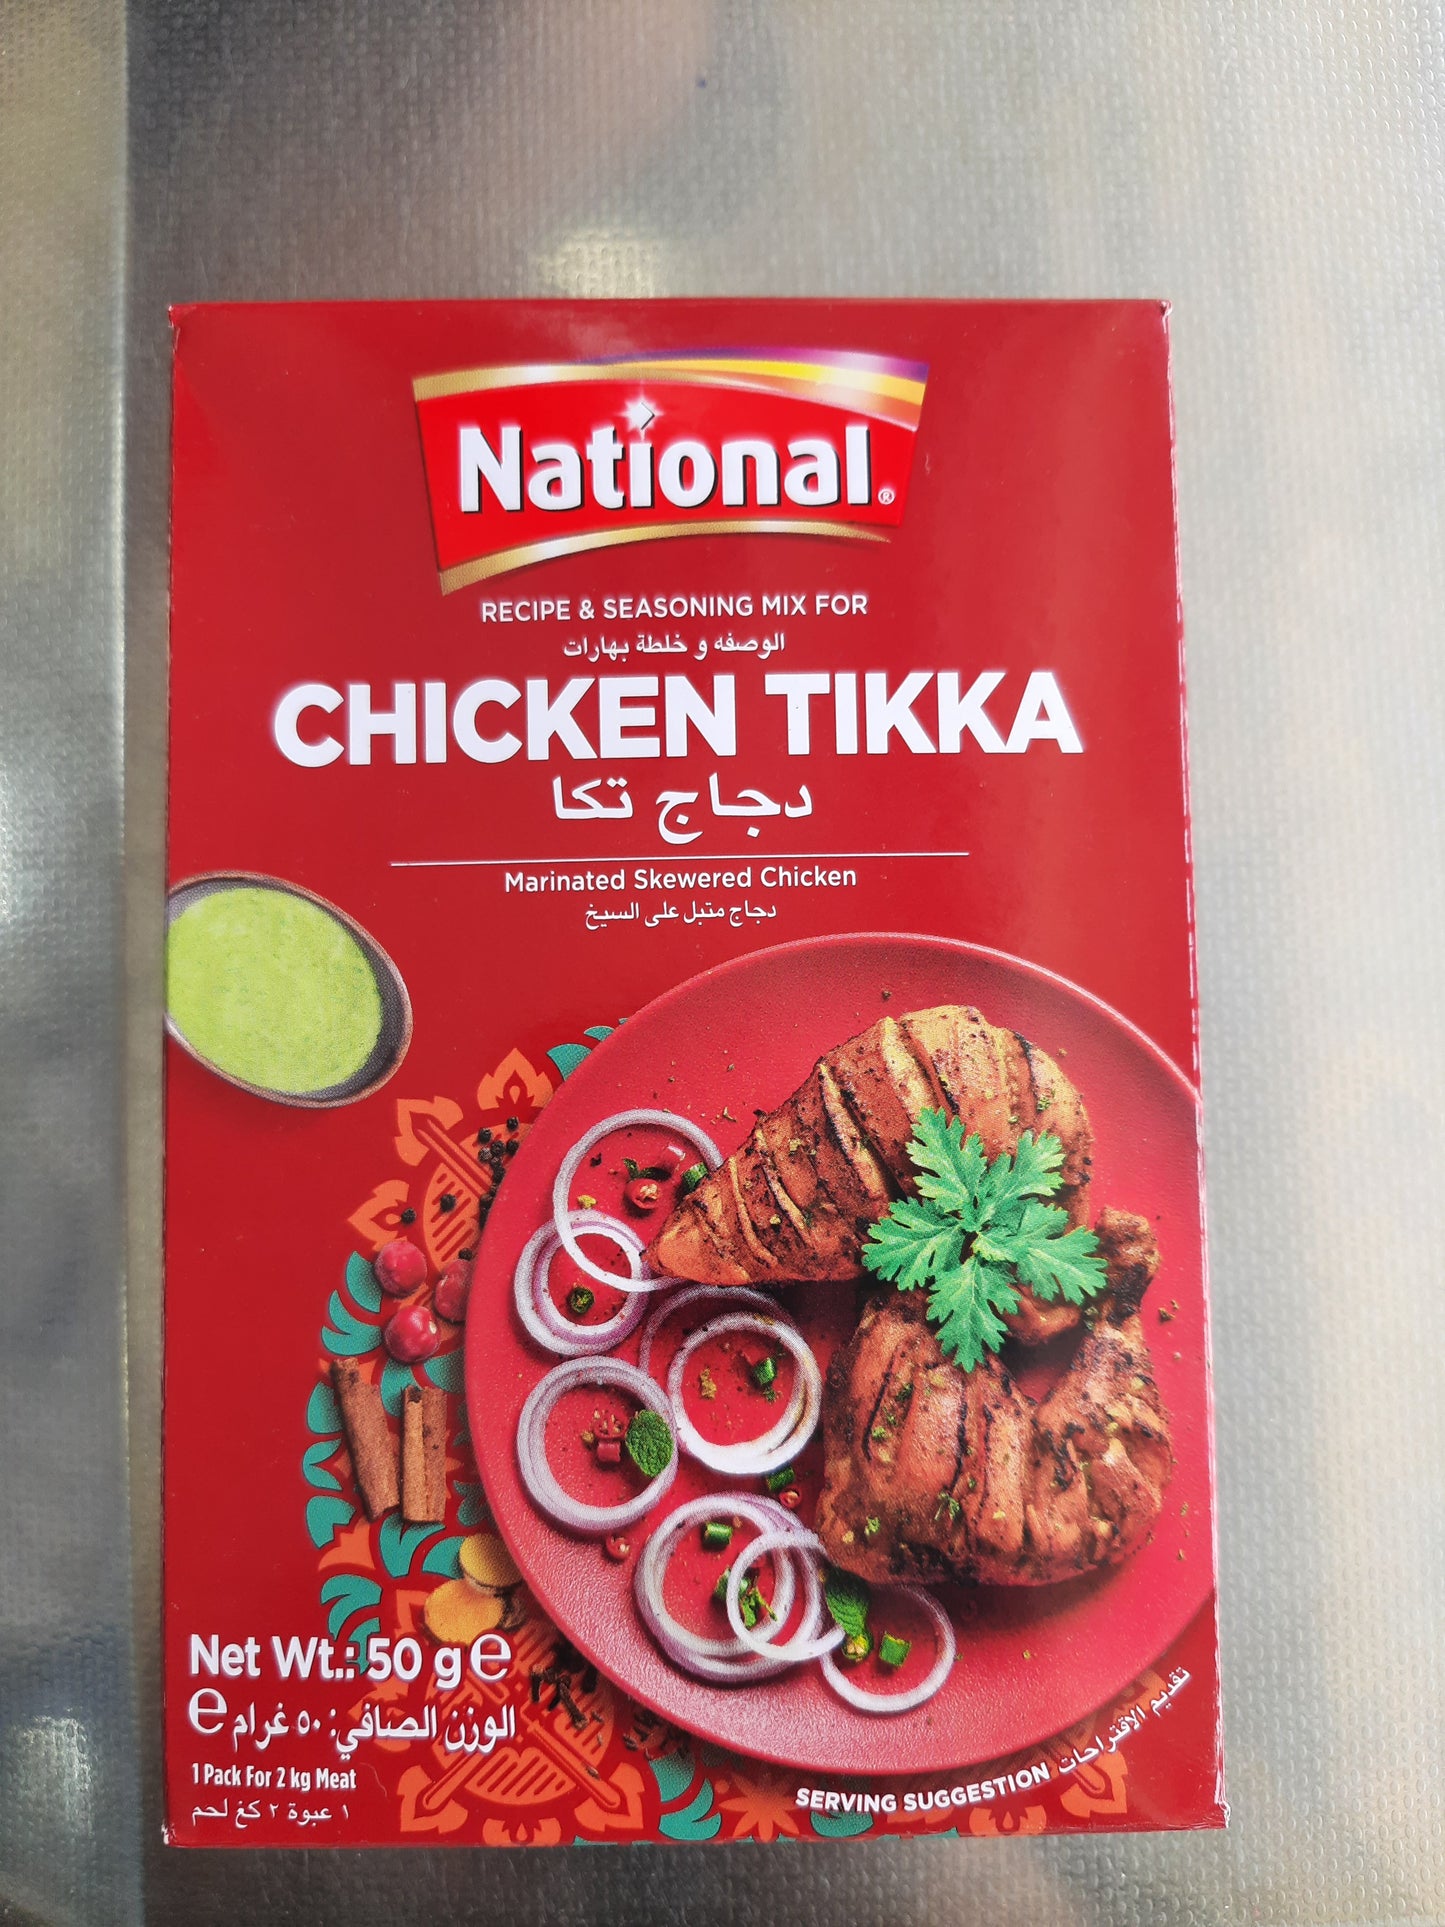 National®
RECIPE & SEASONING MIX FOR
الوصفه و خلطة بهارات
CHICKEN TIKKA
دجاج تكا
Marinated Skewered Chicken
دجاج متبل على السيخ
Net Wt.: 50 g e
الوزن الصافي: ٥٠ غرام e
1 Pack For 2 kg Meat
١ عبوة ٢ كغ لحم
SERVING SUGGESTION تقديم الاقتراحات